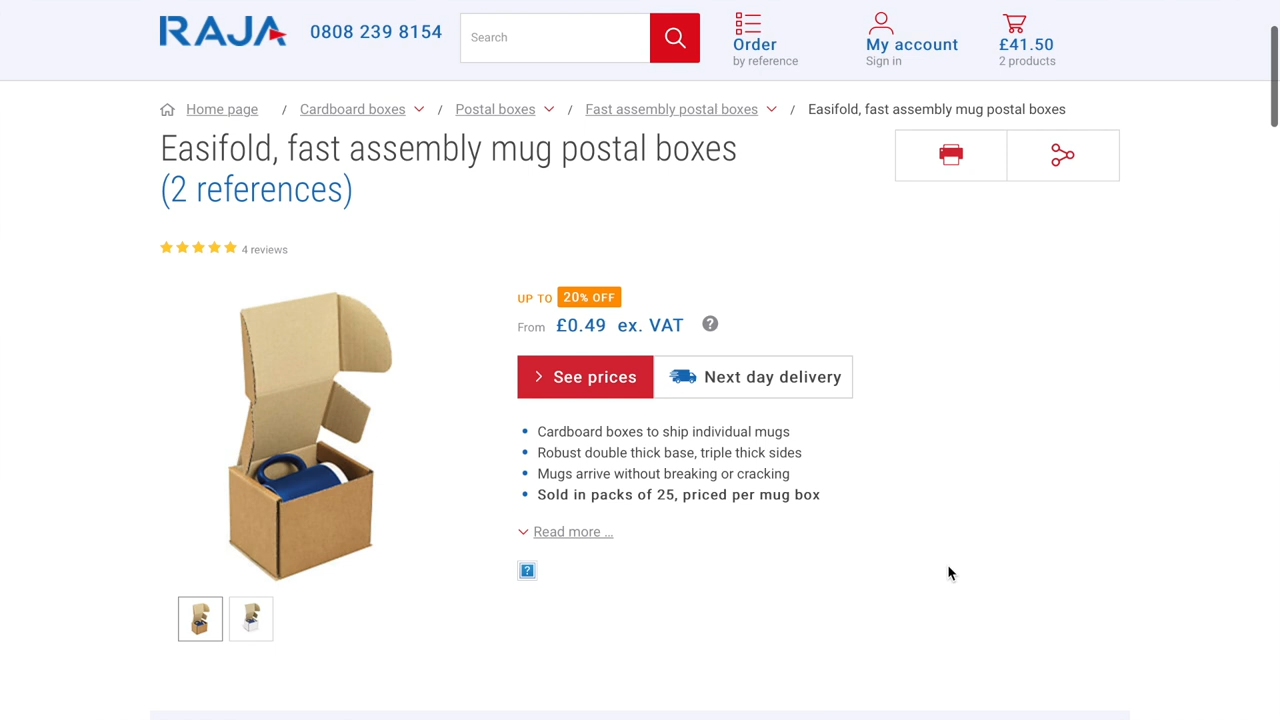 RAJA
0808 239 8154
Search
Order
by reference
My account
Sign in
£41.50
2 products
Home page / Cardboard boxes / Postal boxes / Fast assembly postal boxes / Easifold, fast assembly mug postal boxes
Easifold, fast assembly mug postal boxes
(2 references)
4 reviews
UP TO 20% OFF
From £0.49 ex. VAT ?
See prices
Next day delivery
Cardboard boxes to ship individual mugs
Robust double thick base, triple thick sides
Mugs arrive without breaking or cracking
Sold in packs of 25, priced per mug box
Read more ...
?